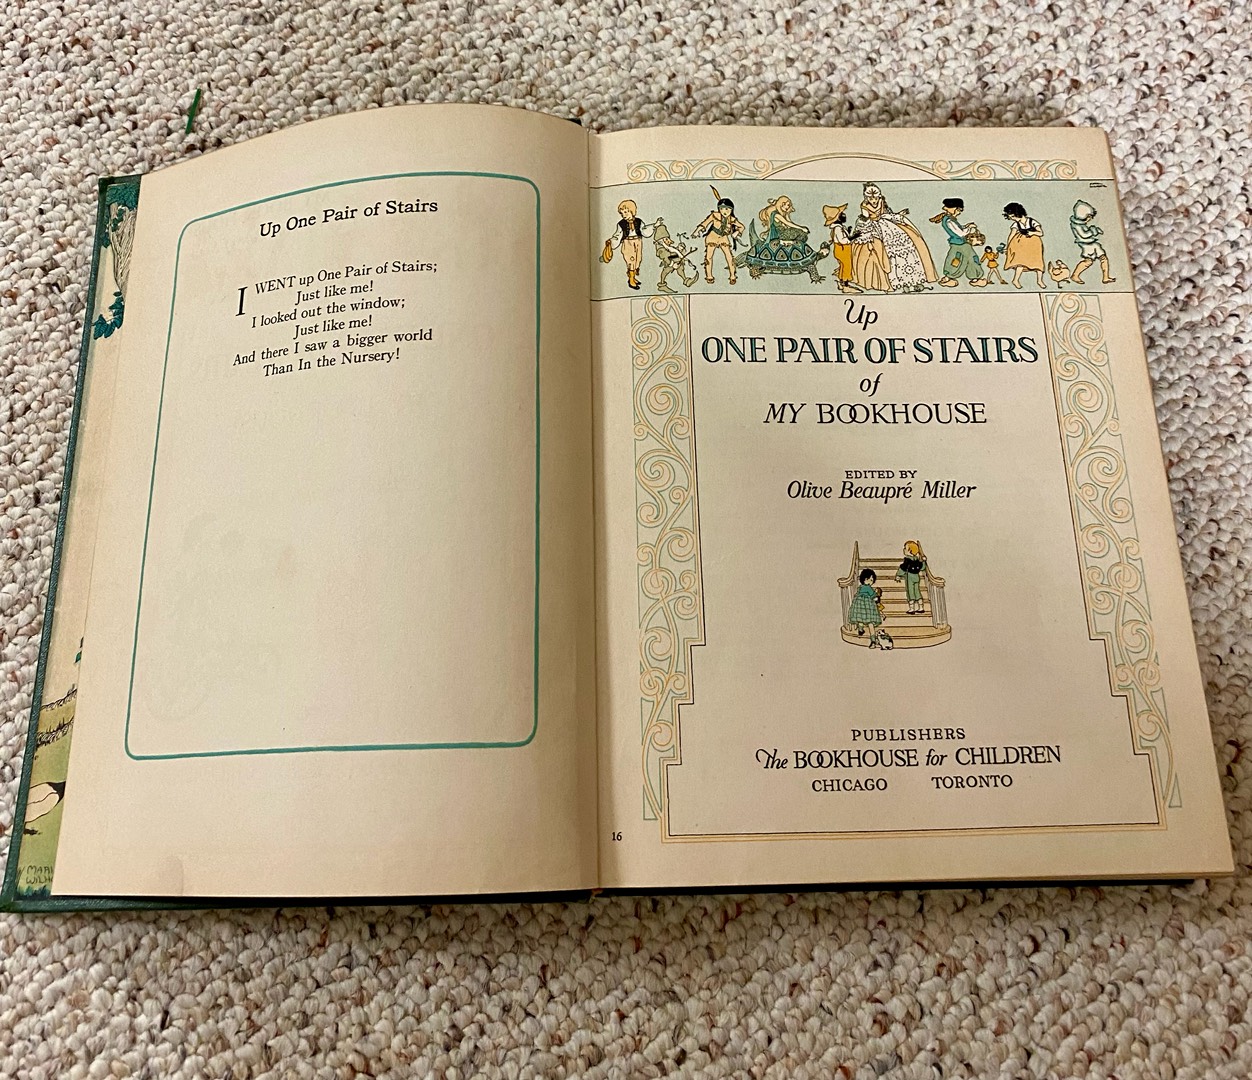 Up One Pair of Stairs
I WENT up One Pair of Stairs;
Just like me!
I looked out the window;
Just like me!
And there I saw a bigger world
Than In the Nursery!
Up
ONE PAIR OF STAIRS
of
MY BOOKHOUSE
EDITED BY
Olive Beaupré Miller
PUBLISHERS
The BOOKHOUSE for CHILDREN
CHICAGO TORONTO
16